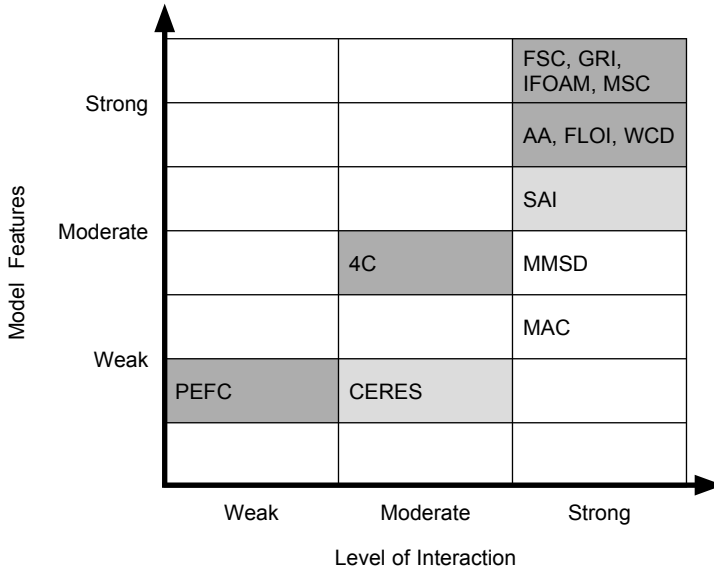 FSC, GRI,
IFOAM, MSC
Strong
AA, FLOI, WCD
SAI
Moderate
4C
MMSD
MAC
Weak
PEFC
CERES
Model Features
Weak
Moderate
Strong
Level of Interaction